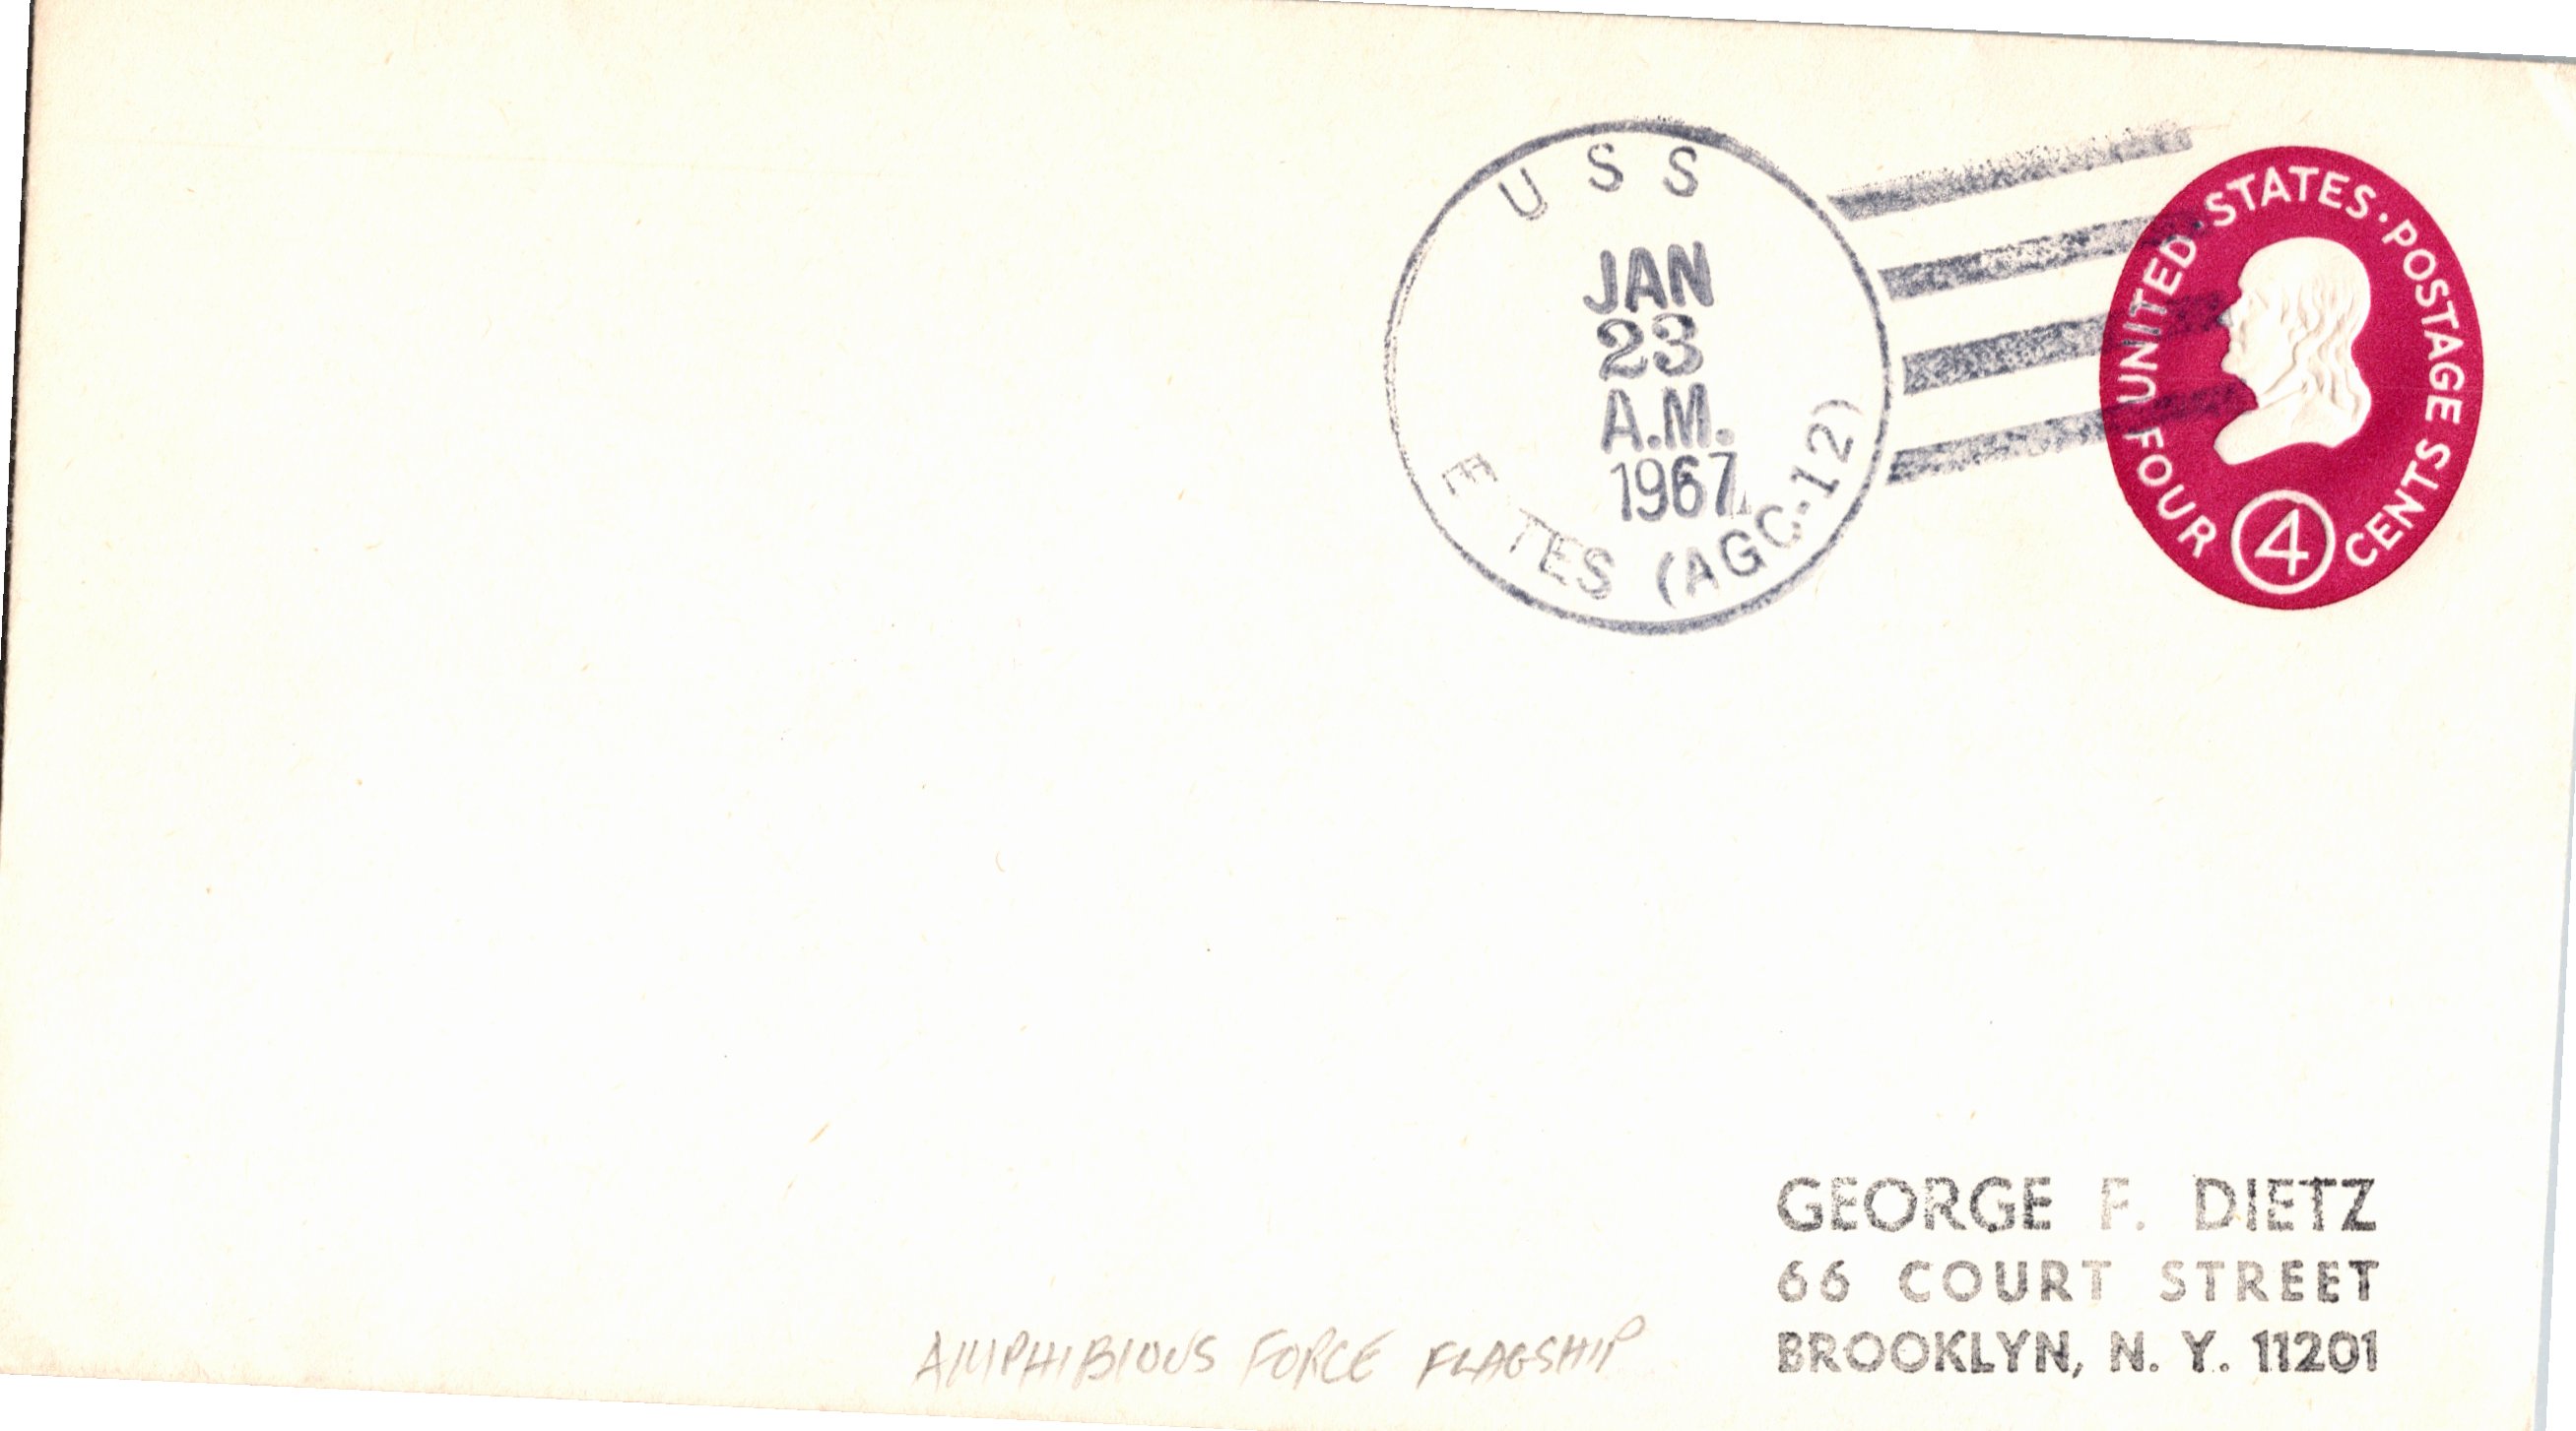 USS
JAN
23
A.M.
1967
E TES (AGC-12)
UNITED·STATES·POSTAGE
FOUR 4 CENTS
GEORGE F. DIETZ
66 COURT STREET
BROOKLYN, N. Y. 11201
AMPHIBIOUS FORCE FLAGSHIP